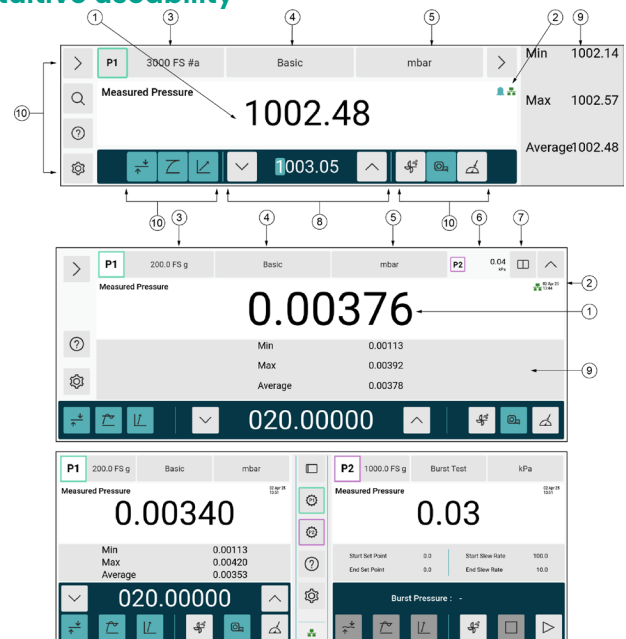 1 3 4 5 2 9
P1 3000 FS #a Basic mbar
Min 1002.14
Measured Pressure
1002.48
Max 1002.57
10
Average 1002.48
1003.05
10 8 10
3 4 5 6 7
P1 200.0 FS g Basic mbar P2 0.04
kPa
Measured Pressure
2
0.00376
1
Min 0.00113
Max 0.00392
9
Average 0.00378
020.00000
P1 200.0 FS g Basic mbar
Measured Pressure
0.00340
Min 0.00113
Max 0.00420
Average 0.00353
020.00000
P1
P2
P2 1000.0 FS g Burst Test kPa
Measured Pressure
0.03
Start Set Point 0.0 Start Slew Rate 100.0
End Set Point 0.0 End Slew Rate 10.0
Burst Pressure : -